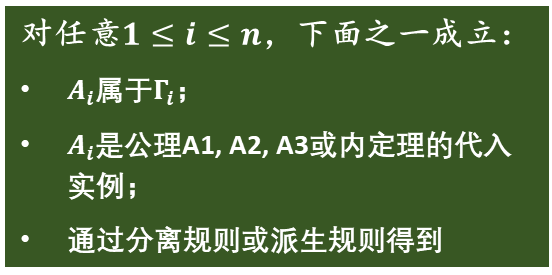 对任意1 ≤ i ≤ n，下面之一成立：
• Aᵢ属于Γᵢ；
• Aᵢ是公理A1, A2, A3或内定理的代入
实例；
• 通过分离规则或派生规则得到